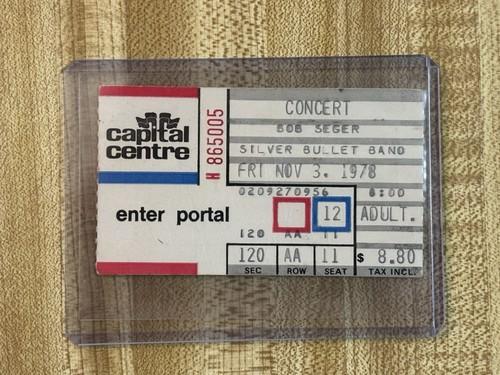 capital
centre
H 865005
enter portal
CONCERT
BOB SEGER
SILVER BULLET BAND
FRI NOV 3, 1978
0209270956 8:00
12 ADULT.
120 AA 11
120 AA 11 $ 8.80
SEC ROW SEAT TAX INCL.